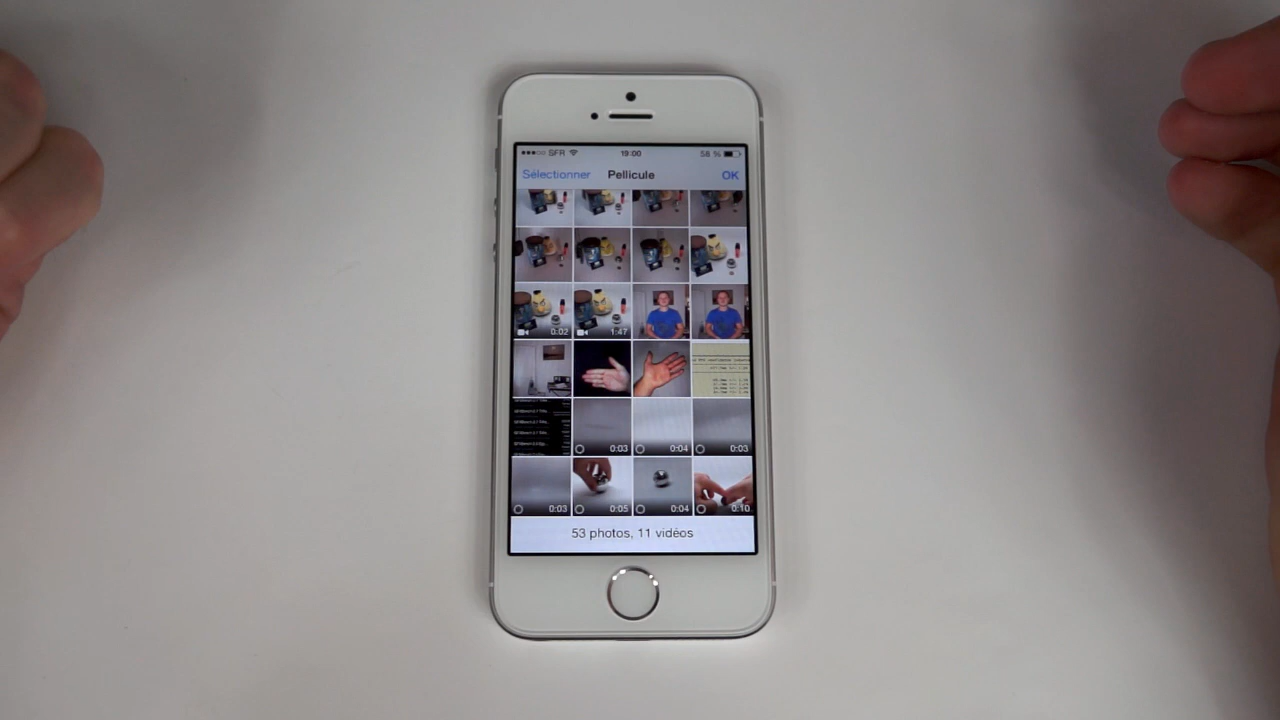 SFR 19:00 58 %
Sélectionner Pellicule OK
0:02 1:47
0:03 0:04 0:03
0:03 0:05 0:04 0:10
53 photos, 11 vidéos